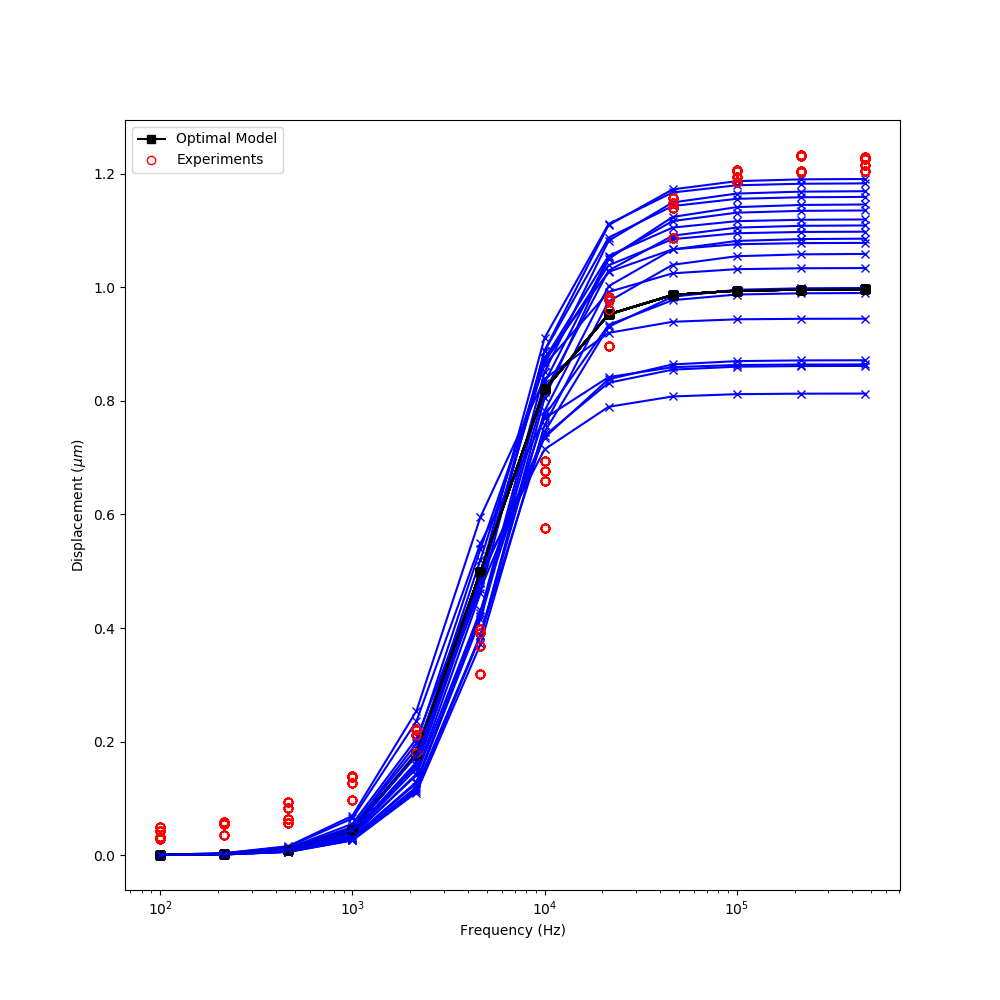 Optimal Model
Experiments
1.2
1.0
0.8
0.6
0.4
0.2
0.0
Displacement (μm)
10² 10³ 10⁴ 10⁵
Frequency (Hz)